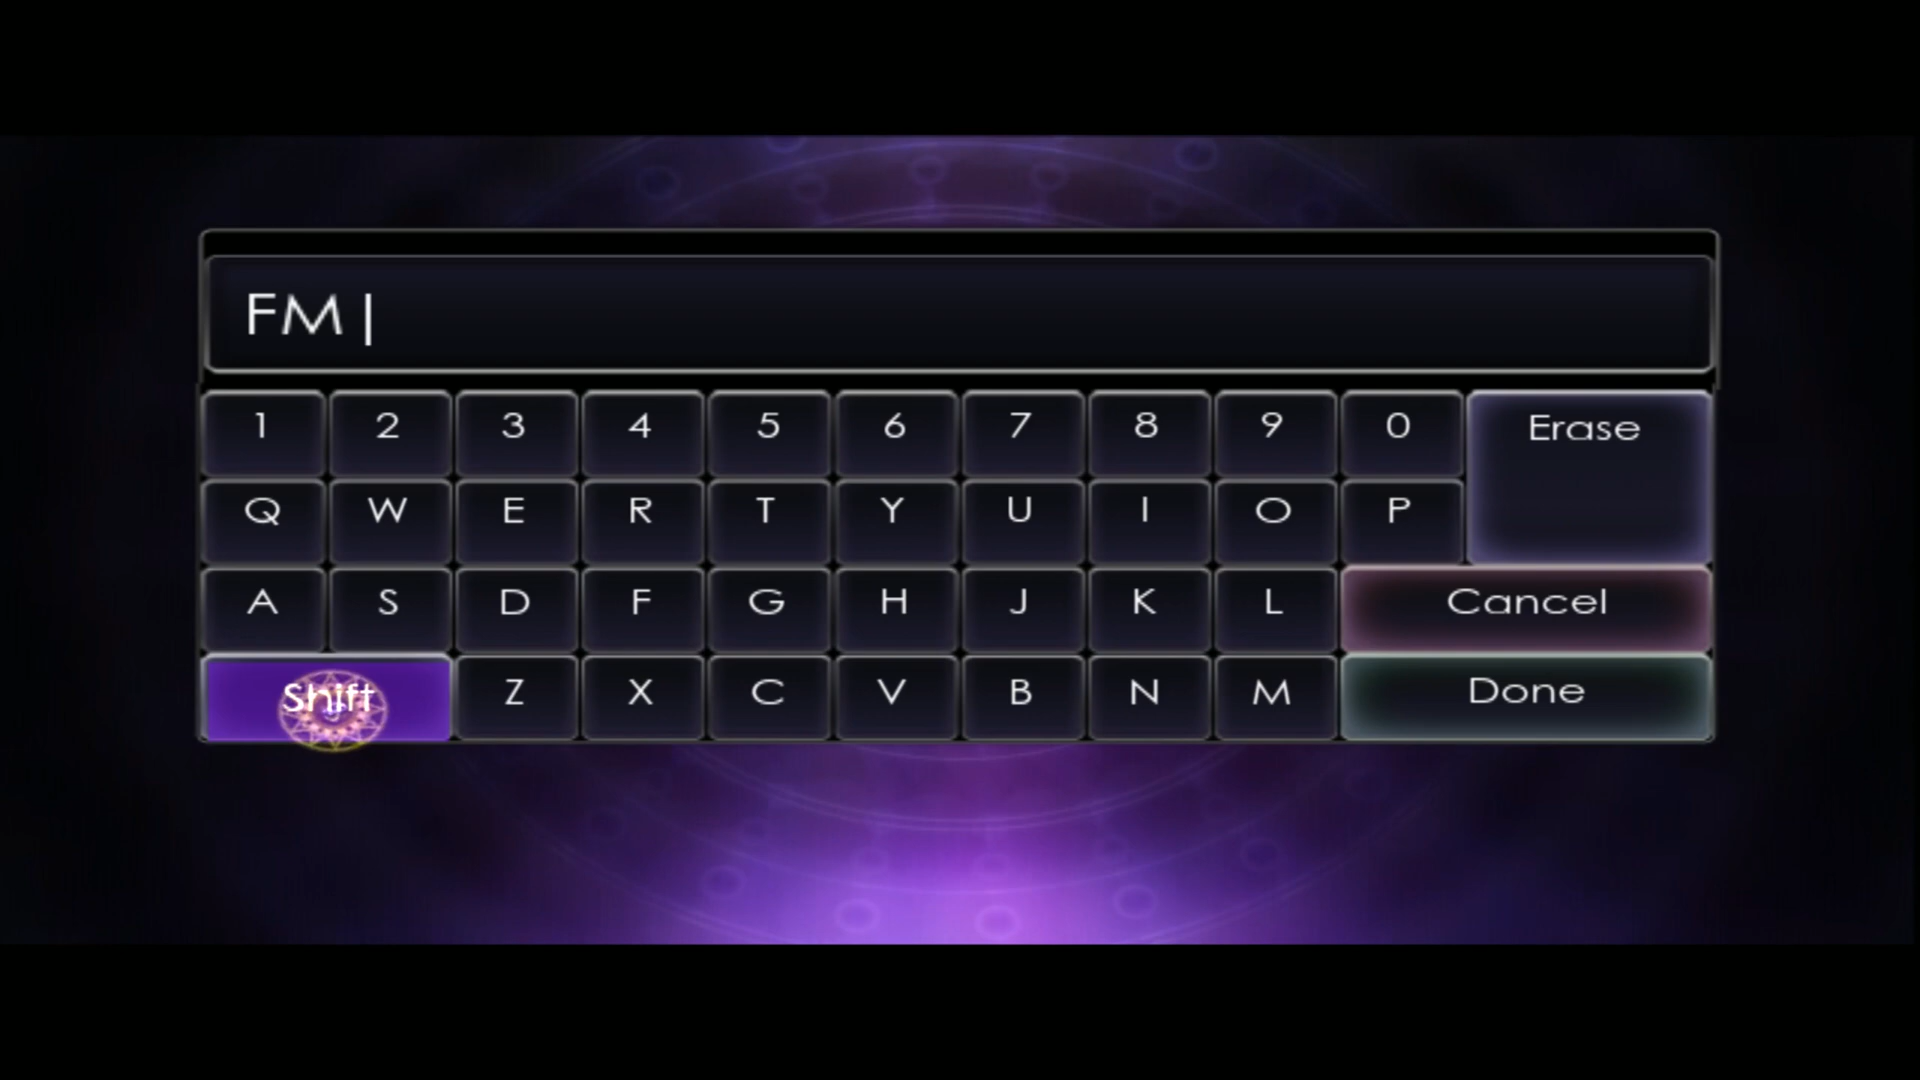 FM|
1 2 3 4 5 6 7 8 9 0 Erase
Q W E R T Y U I O P
A S D F G H J K L Cancel
Shift Z X C V B N M Done